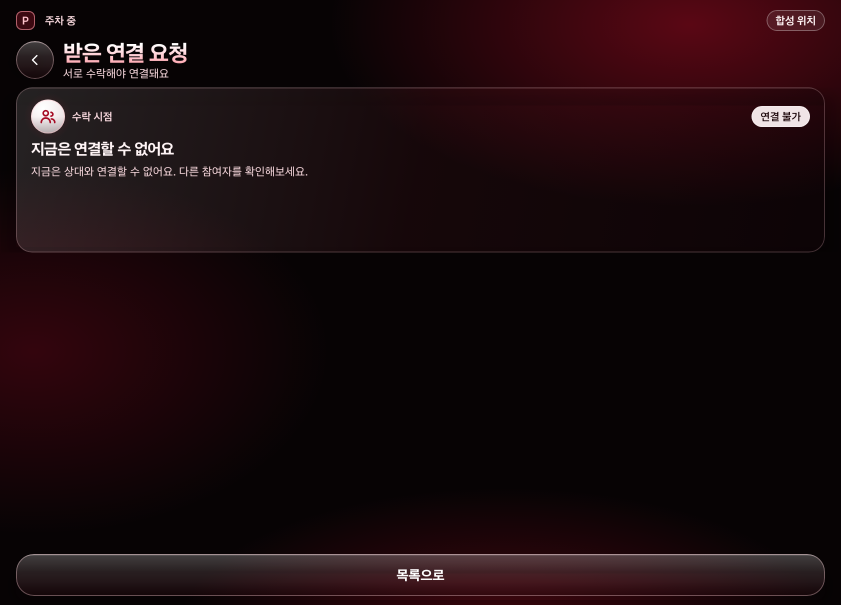 P 주차 중
합성 위치
받은 연결 요청
서로 수락해야 연결돼요
수락 시점
연결 불가
지금은 연결할 수 없어요
지금은 상대와 연결할 수 없어요. 다른 참여자를 확인해보세요.
목록으로